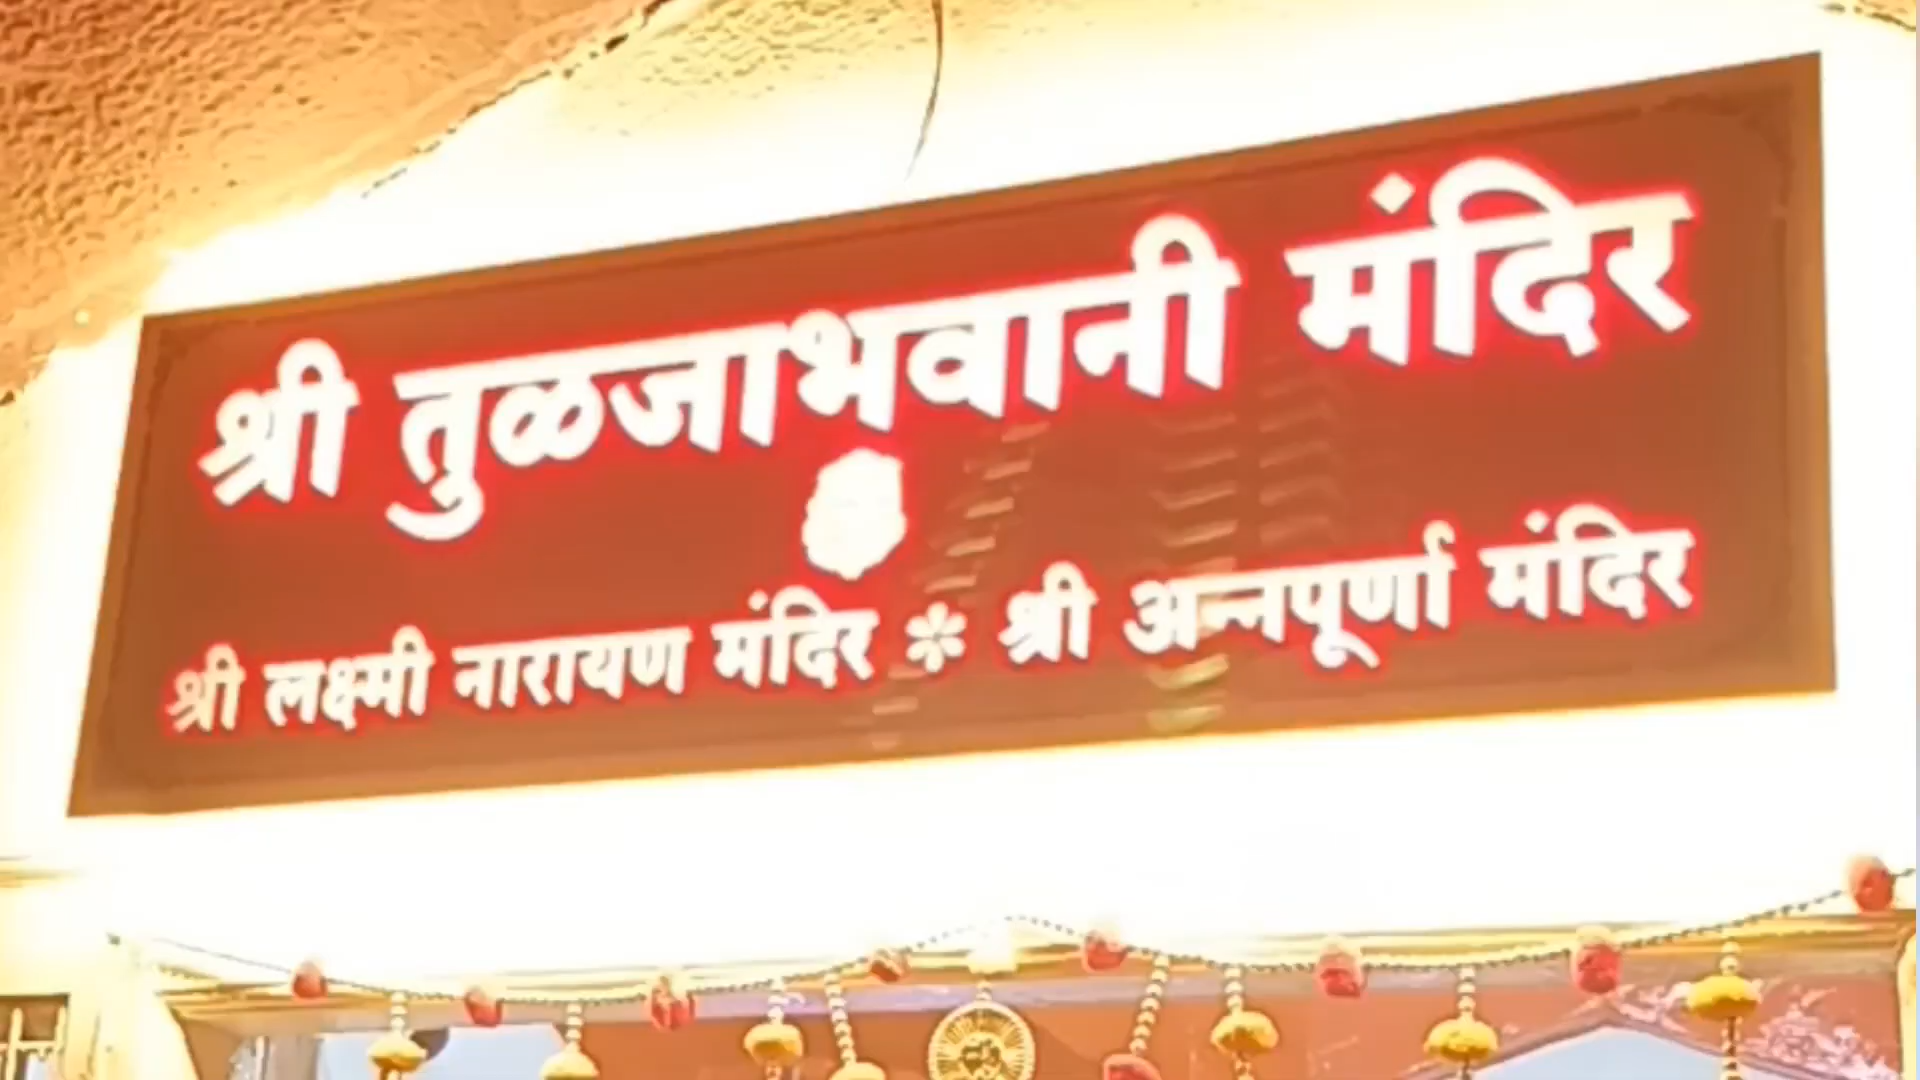 श्री तुळजाभवानी मंदिर
श्री लक्ष्मी नारायण मंदिर * श्री अन्नपूर्णा मंदिर